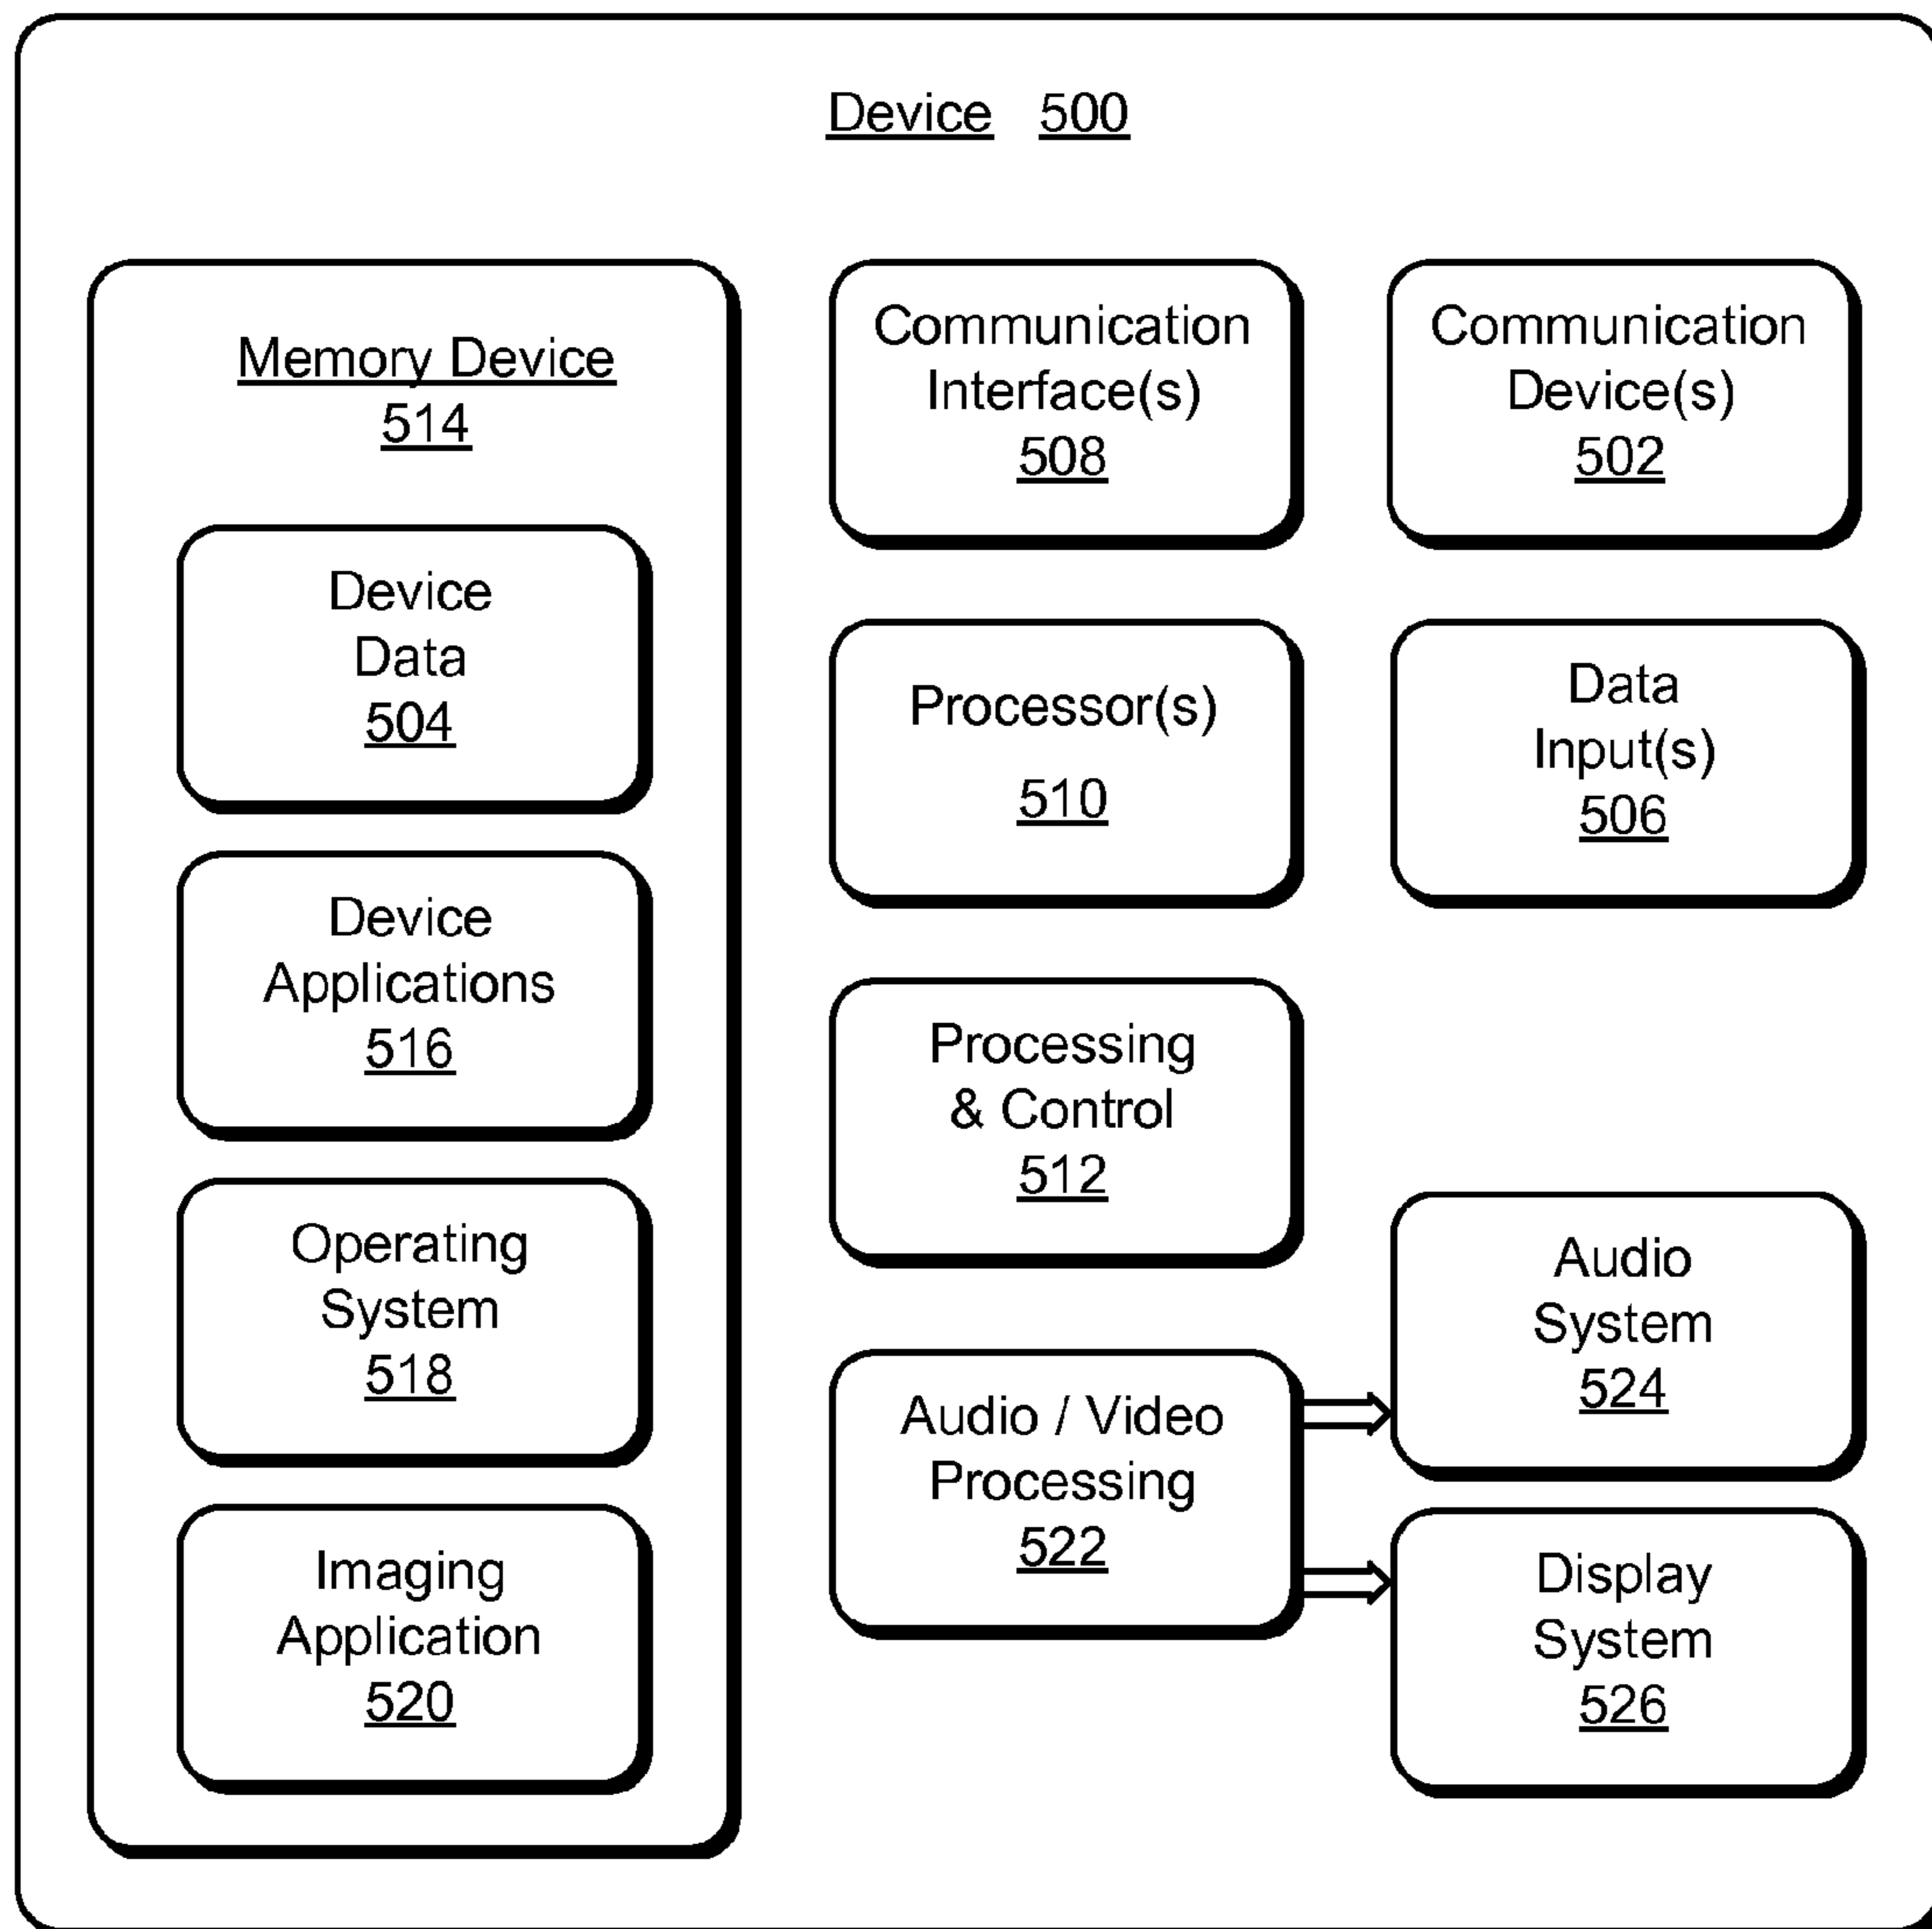 Device 500
Memory Device
514
Device
Data
504
Device
Applications
516
Operating
System
518
Imaging
Application
520
Communication
Interface(s)
508
Processor(s)
510
Processing
& Control
512
Audio / Video
Processing
522
Communication
Device(s)
502
Data
Input(s)
506
Audio
System
524
Display
System
526